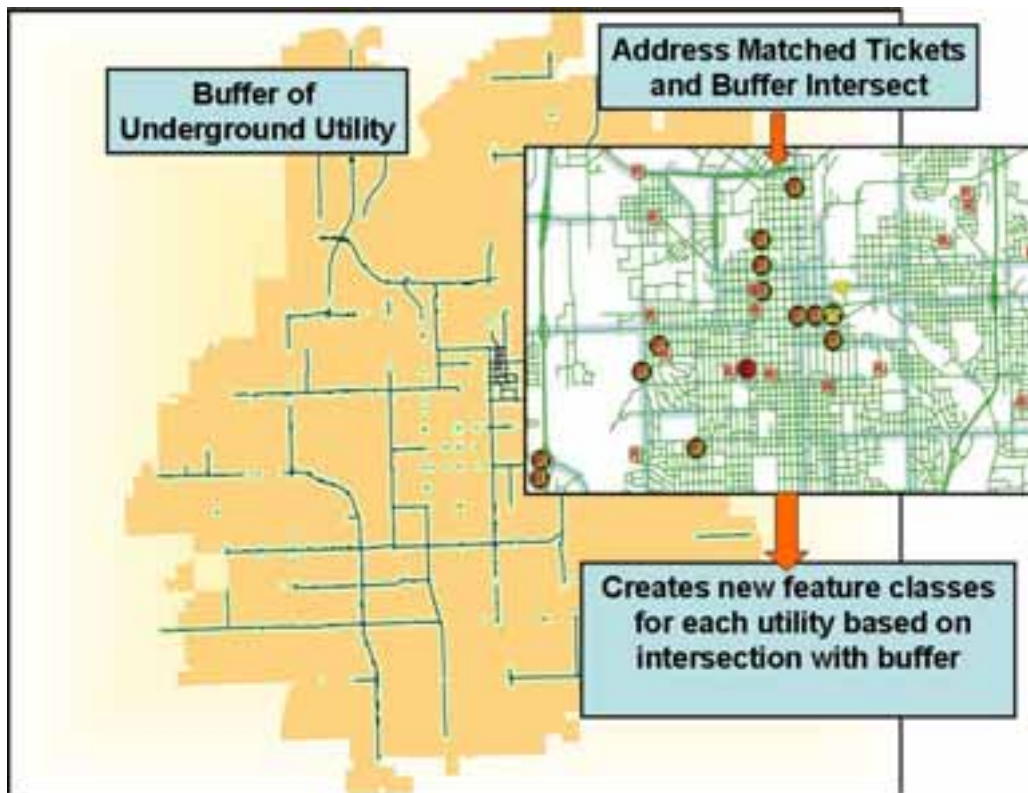 Buffer of
Underground Utility
Address Matched Tickets
and Buffer Intersect
Creates new feature classes
for each utility based on
intersection with buffer